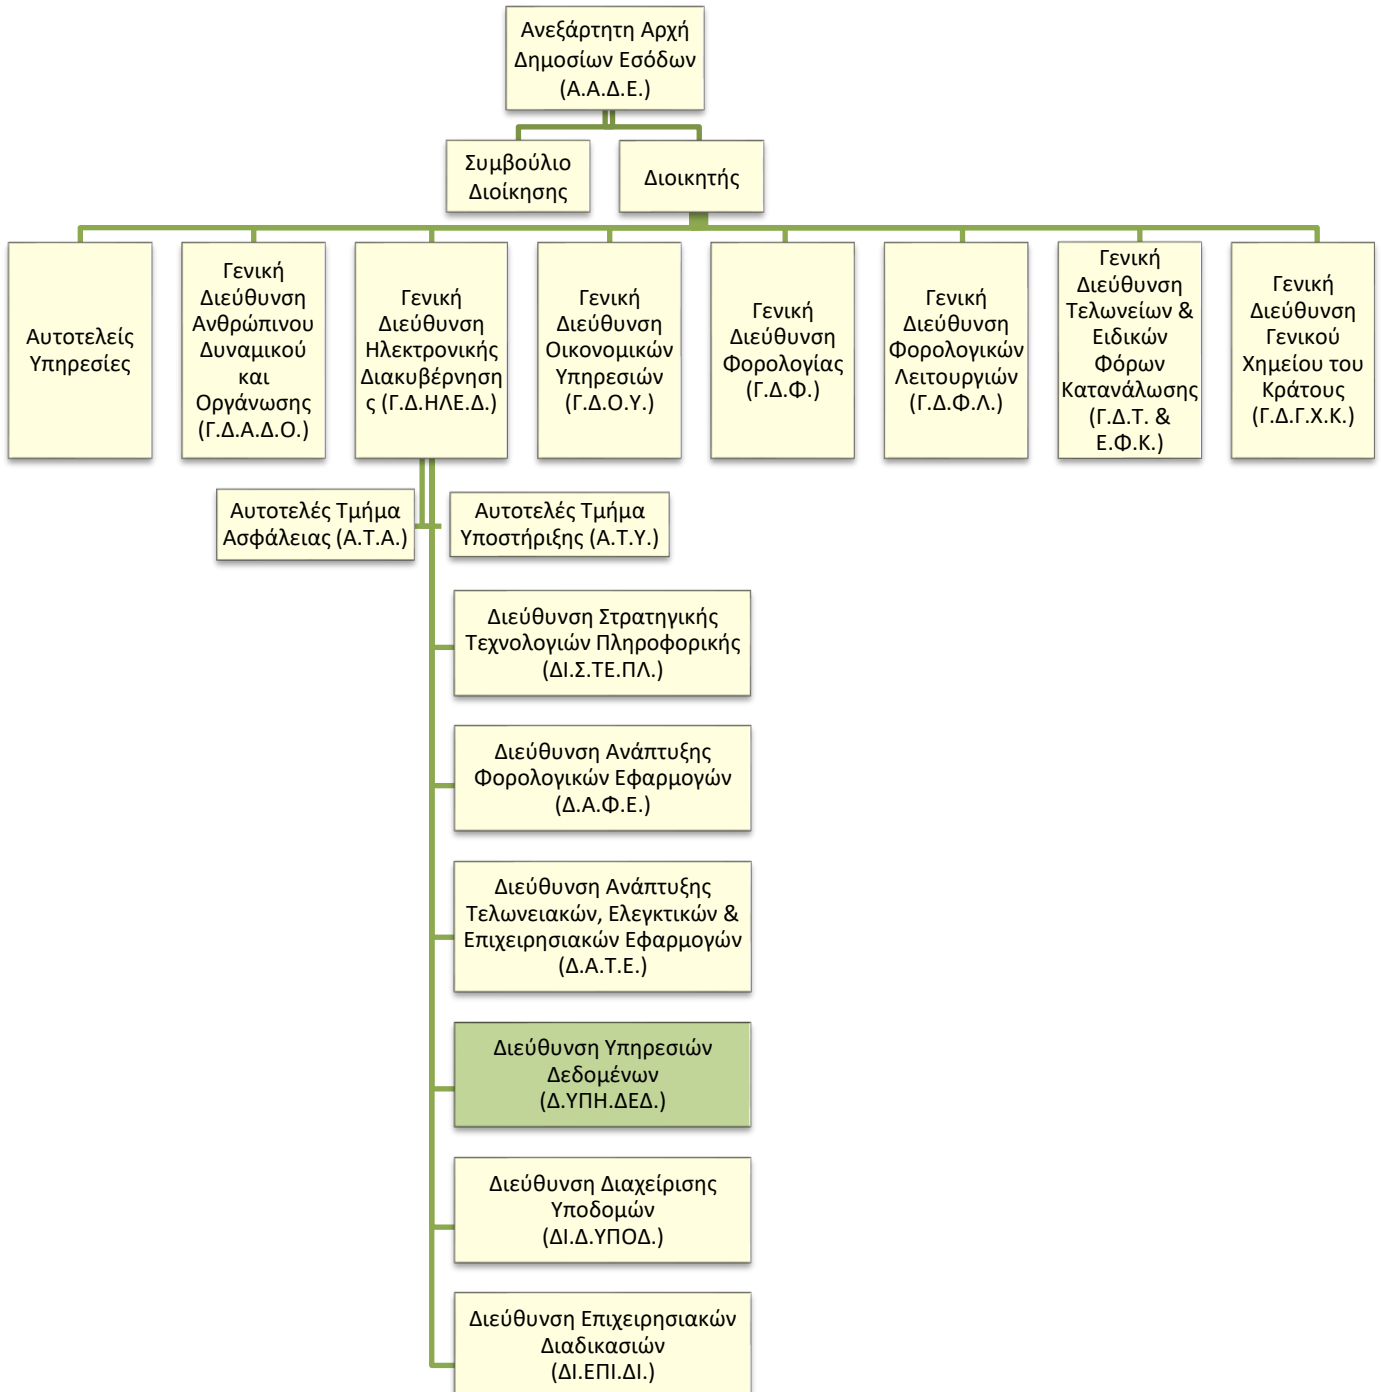 Ανεξάρτητη Αρχή
Δημοσίων Εσόδων
(Α.Α.Δ.Ε.)
Συμβούλιο
Διοίκησης
Διοικητής
Αυτοτελείς
Υπηρεσίες
Γενική
Διεύθυνση
Ανθρώπινου
Δυναμικού
και
Οργάνωσης
(Γ.Δ.Α.Δ.Ο.)
Γενική
Διεύθυνση
Ηλεκτρονικής
Διακυβέρνηση
ς (Γ.Δ.ΗΛΕ.Δ.)
Γενική
Διεύθυνση
Οικονομικών
Υπηρεσιών
(Γ.Δ.Ο.Υ.)
Γενική
Διεύθυνση
Φορολογίας
(Γ.Δ.Φ.)
Γενική
Διεύθυνση
Φορολογικών
Λειτουργιών
(Γ.Δ.Φ.Λ.)
Γενική
Διεύθυνση
Τελωνείων &
Ειδικών
Φόρων
Κατανάλωσης
(Γ.Δ.Τ. &
Ε.Φ.Κ.)
Γενική
Διεύθυνση
Γενικού
Χημείου του
Κράτους
(Γ.Δ.Γ.Χ.Κ.)
Αυτοτελές Τμήμα
Ασφάλειας (Α.Τ.Α.)
Αυτοτελές Τμήμα
Υποστήριξης (Α.Τ.Υ.)
Διεύθυνση Στρατηγικής
Τεχνολογιών Πληροφορικής
(ΔΙ.Σ.ΤΕ.ΠΛ.)
Διεύθυνση Ανάπτυξης
Φορολογικών Εφαρμογών
(Δ.Α.Φ.Ε.)
Διεύθυνση Ανάπτυξης
Τελωνειακών, Ελεγκτικών &
Επιχειρησιακών Εφαρμογών
(Δ.Α.Τ.Ε.)
Διεύθυνση Υπηρεσιών
Δεδομένων
(Δ.ΥΠΗ.ΔΕΔ.)
Διεύθυνση Διαχείρισης
Υποδομών
(ΔΙ.Δ.ΥΠΟΔ.)
Διεύθυνση Επιχειρησιακών
Διαδικασιών
(ΔΙ.ΕΠΙ.ΔΙ.)